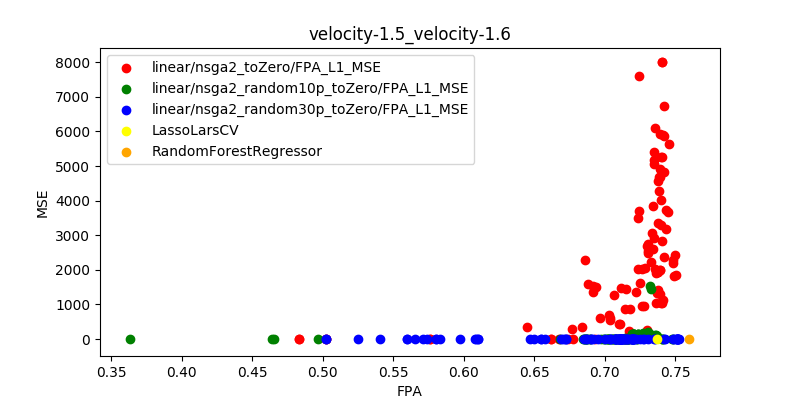 velocity-1.5_velocity-1.6
linear/nsga2_toZero/FPA_L1_MSE
linear/nsga2_random10p_toZero/FPA_L1_MSE
linear/nsga2_random30p_toZero/FPA_L1_MSE
LassoLarsCV
RandomForestRegressor
MSE
8000
7000
6000
5000
4000
3000
2000
1000
0
0.35
0.40
0.45
0.50
0.55
0.60
0.65
0.70
0.75
FPA